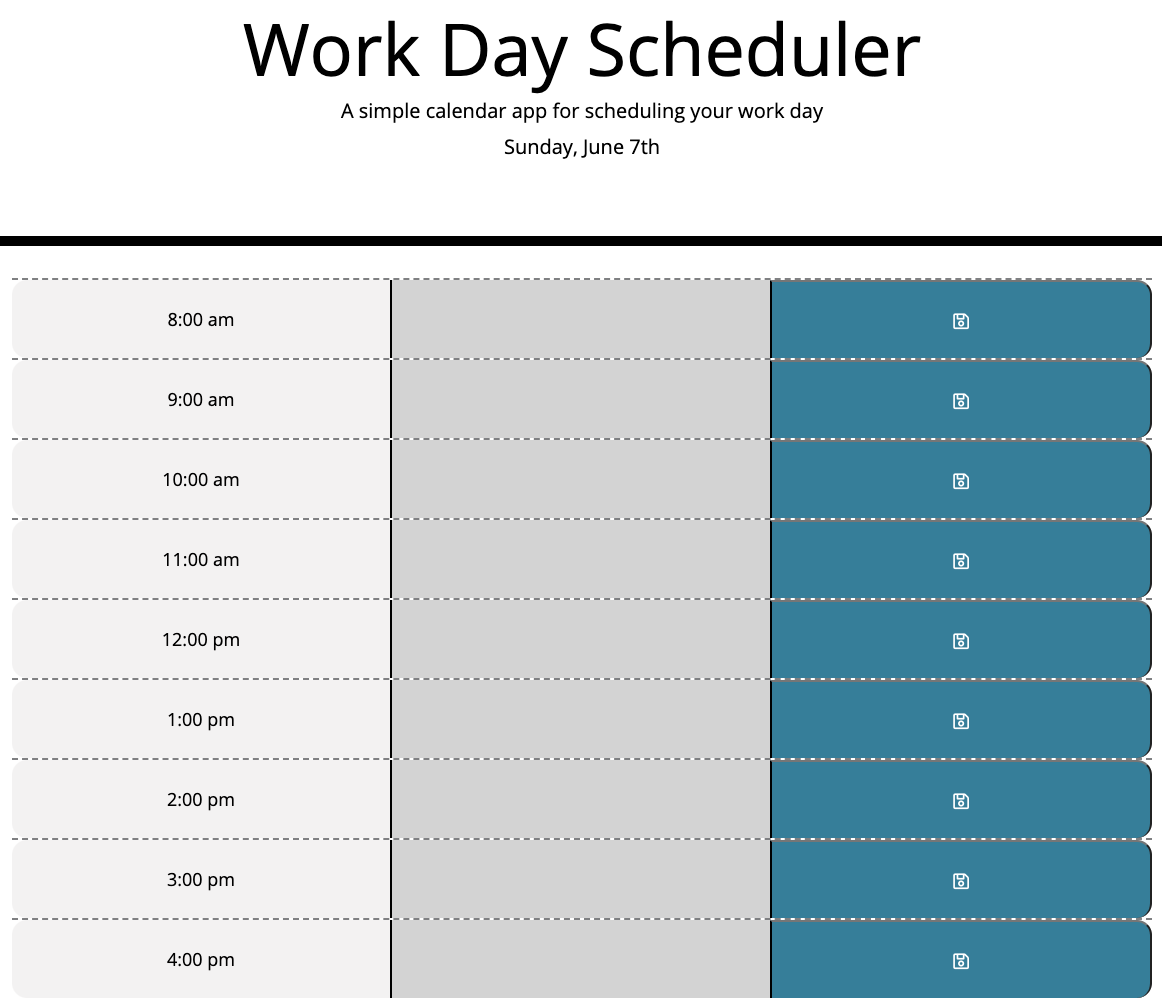 Work Day Scheduler
A simple calendar app for scheduling your work day
Sunday, June 7th
8:00 am
9:00 am
10:00 am
11:00 am
12:00 pm
1:00 pm
2:00 pm
3:00 pm
4:00 pm